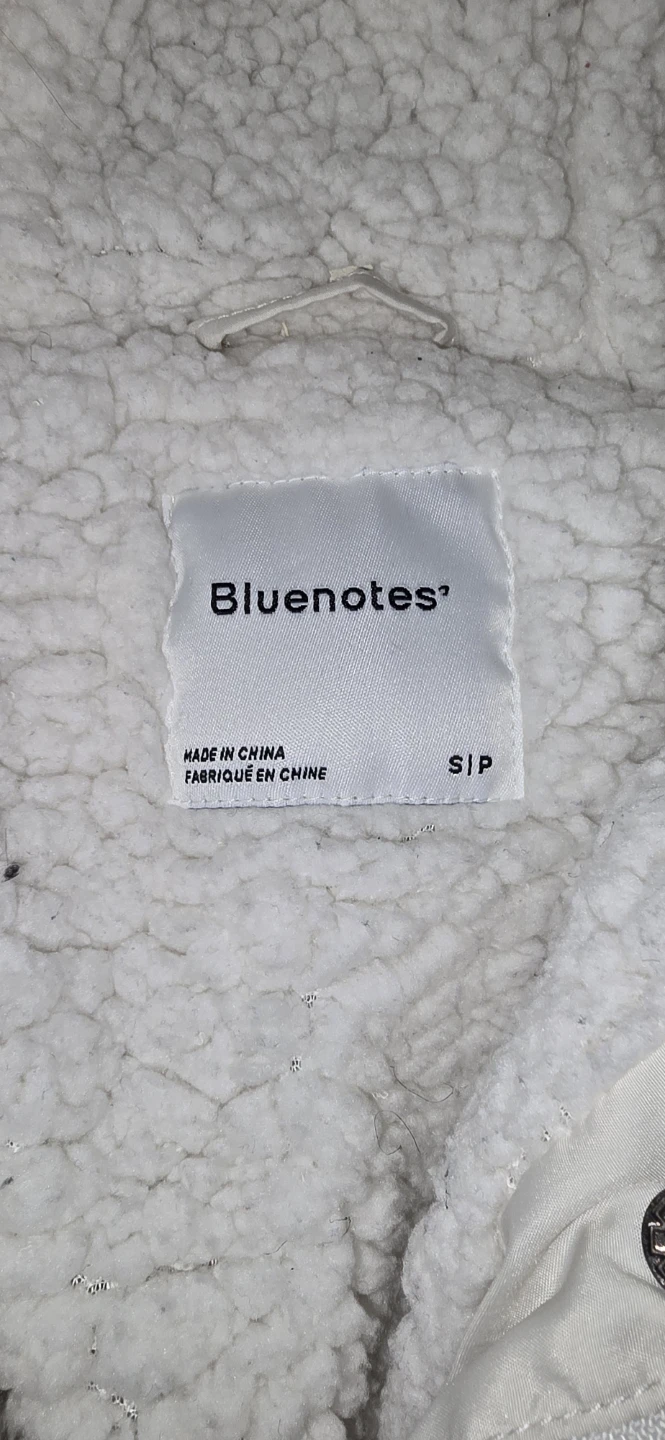 Bluenotes
MADE IN CHINA
FABRIQUÉ EN CHINE
S|P